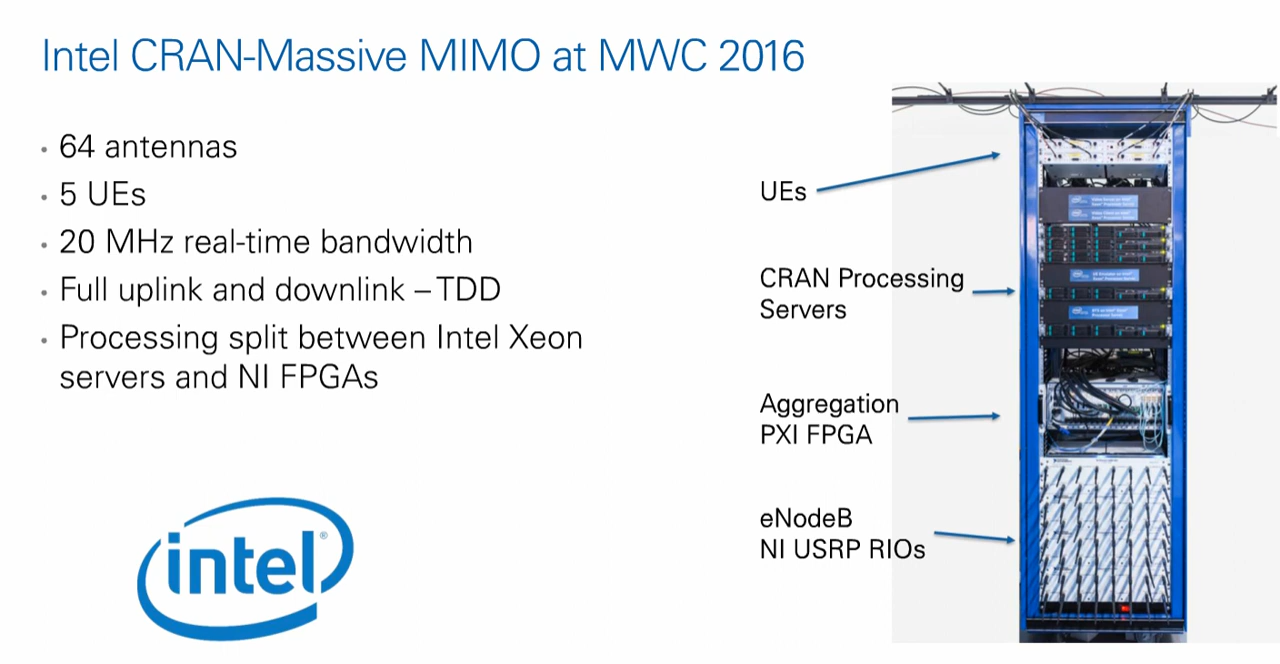 Intel CRAN-Massive MIMO at MWC 2016
• 64 antennas
• 5 UEs
• 20 MHz real-time bandwidth
• Full uplink and downlink – TDD
• Processing split between Intel Xeon
servers and NI FPGAs
UEs
CRAN Processing
Servers
Aggregation
PXI FPGA
eNodeB
NI USRP RIOs
intel®